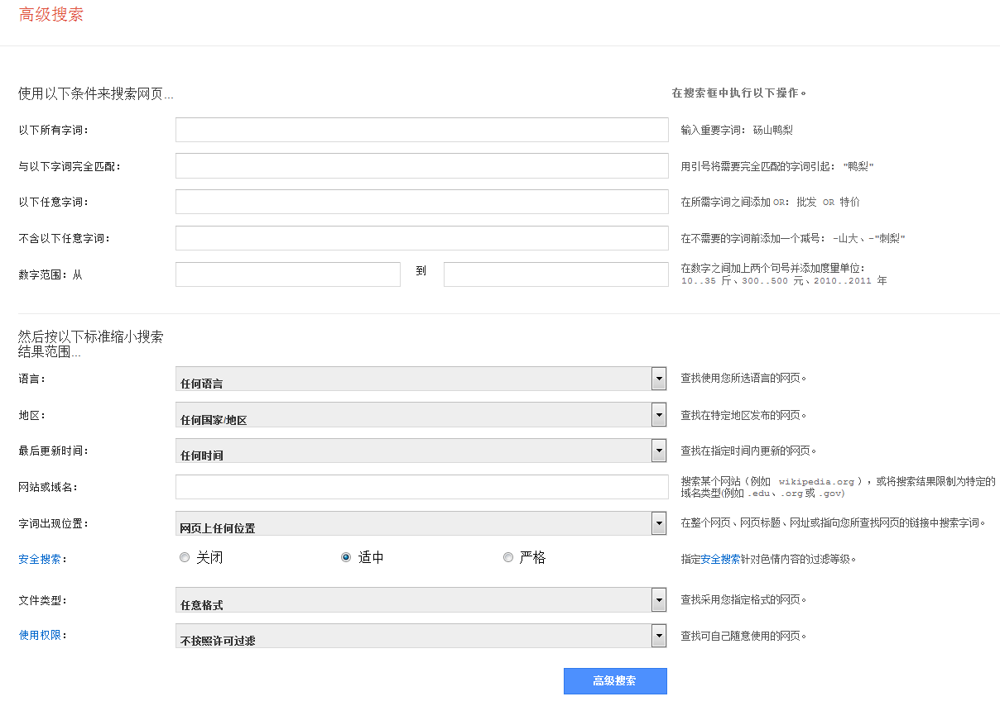 高级搜索
使用以下条件来搜索网页...
在搜索框中执行以下操作。
以下所有字词：
输入重要字词： 砀山鸭梨
与以下字词完全匹配：
用引号将需要完全匹配的字词引起： "鸭梨"
以下任意字词：
在所需字词之间添加 OR： 批发 OR 特价
不含以下任意字词：
在不需要的字词前添加一个减号： -山大、-"刺梨"
数字范围：从
到
在数字之间加上两个句号并添加度量单位：
10..35 斤、300..500 元、2010..2011 年
然后按以下标准缩小搜索
结果范围...
语言：
任何语言
查找使用您所选语言的网页。
地区：
任何国家/地区
查找在特定地区发布的网页。
最后更新时间：
任何时间
查找在指定时间内更新的网页。
网站或域名：
搜索某个网站（例如 wikipedia.org ），或将搜索结果限制为特定的
域名类型(例如 .edu、.org 或 .gov)
字词出现位置：
网页上任何位置
在整个网页、网页标题、网址或指向您所查找网页的链接中搜索字词。
安全搜索：
关闭
适中
严格
指定安全搜索针对色情内容的过滤等级。
文件类型：
任意格式
查找采用您指定格式的网页。
使用权限：
不按照许可过滤
查找可自己随意使用的网页。
高级搜索